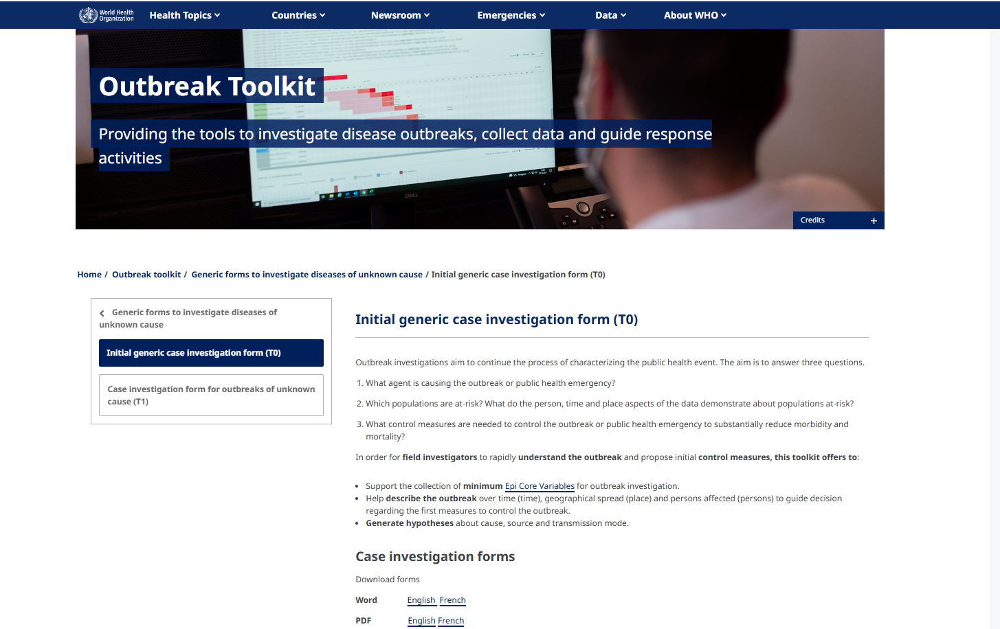 World Health Organization
Health Topics
Countries
Newsroom
Emergencies
Data
About WHO
Outbreak Toolkit
Providing the tools to investigate disease outbreaks, collect data and guide response
activities
DELL
Credits +
Home / Outbreak toolkit / Generic forms to investigate diseases of unknown cause / Initial generic case investigation form (T0)
Generic forms to investigate diseases of
unknown cause
Initial generic case investigation form (T0)
Case investigation form for outbreaks of unknown
cause (T1)
Initial generic case investigation form (T0)
Outbreak investigations aim to continue the process of characterizing the public health event. The aim is to answer three questions.
1. What agent is causing the outbreak or public health emergency?
2. Which populations are at-risk? What do the person, time and place aspects of the data demonstrate about populations at-risk?
3. What control measures are needed to control the outbreak or public health emergency to substantially reduce morbidity and
mortality?
In order for field investigators to rapidly understand the outbreak and propose initial control measures, this toolkit offers to:
• Support the collection of minimum Epi Core Variables for outbreak investigation.
• Help describe the outbreak over time (time), geographical spread (place) and persons affected (persons) to guide decision
regarding the first measures to control the outbreak.
• Generate hypotheses about cause, source and transmission mode.
Case investigation forms
Download forms
Word English French
PDF English French